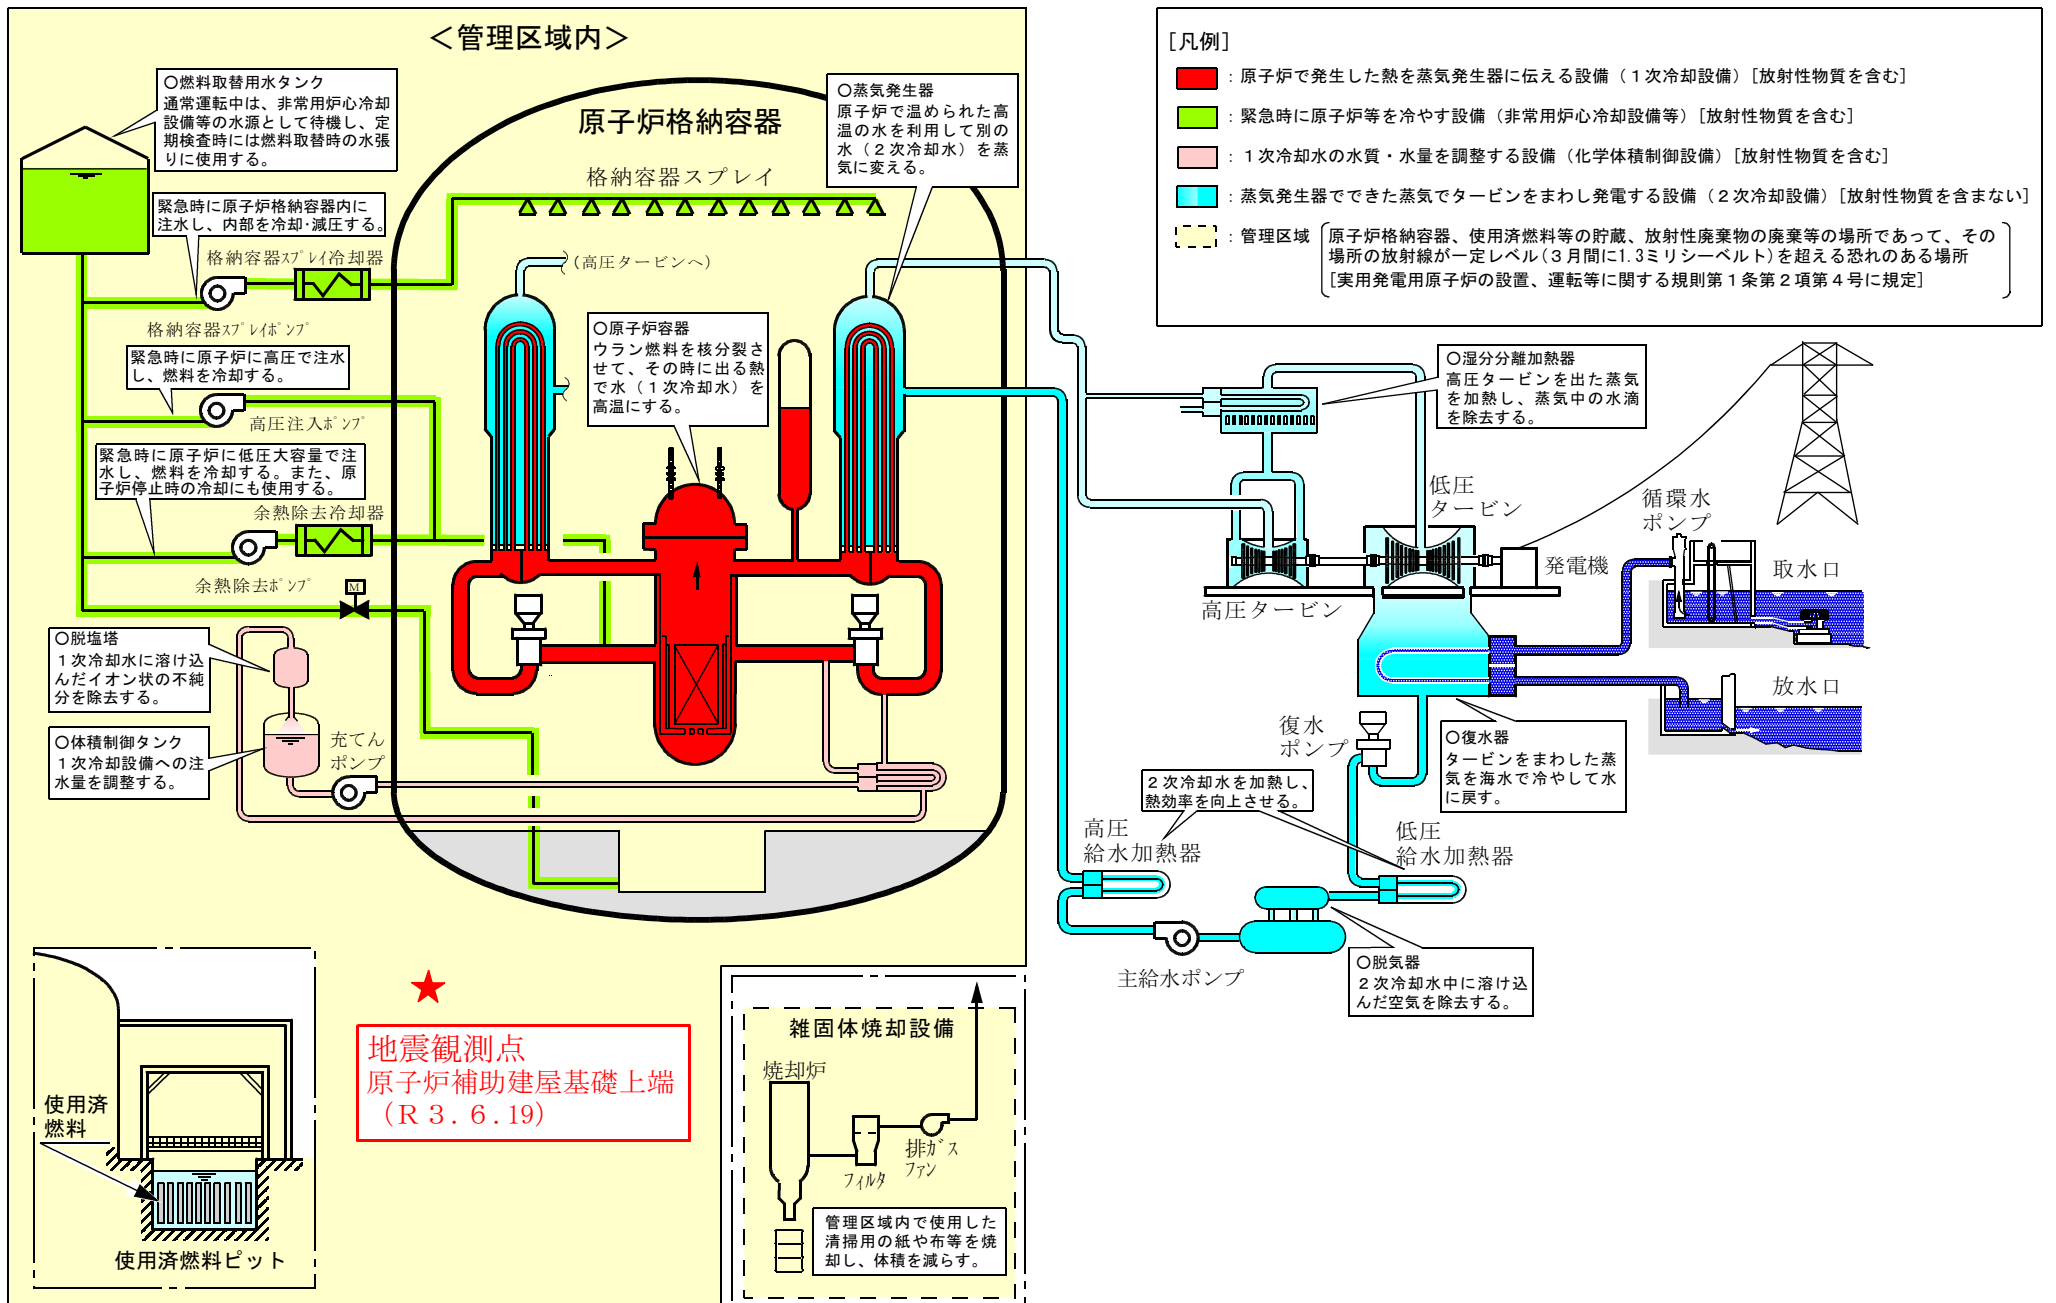 ＜管理区域内＞
○燃料取替用水タンク
通常運転中は、非常用炉心冷却
設備等の水源として待機し、定
期検査時には燃料取替時の水張
りに使用する。
緊急時に原子炉格納容器内に
注水し、内部を冷却･減圧する。
格納容器ｽﾌﾟﾚｲ冷却器
格納容器ｽﾌﾟﾚｲﾎﾟﾝﾌﾟ
緊急時に原子炉に高圧で注水
し、燃料を冷却する。
高圧注入ﾎﾟﾝﾌﾟ
緊急時に原子炉に低圧大容量で注
水し、燃料を冷却する。また、原
子炉停止時の冷却にも使用する。
余熱除去冷却器
余熱除去ﾎﾟﾝﾌﾟ
M
○脱塩塔
１次冷却水に溶け込
んだイオン状の不純
分を除去する。
○体積制御タンク
１次冷却設備への注
水量を調整する。
充てん
ポンプ
原子炉格納容器
格納容器スプレイ
（高圧タービンへ）
○原子炉容器
ウラン燃料を核分裂さ
せて、その時に出る熱
で水（１次冷却水）を
高温にする。
○蒸気発生器
原子炉で温められた高
温の水を利用して別の
水（２次冷却水）を蒸
気に変える。
[凡例]
：原子炉で発生した熱を蒸気発生器に伝える設備（１次冷却設備）[放射性物質を含む]
：緊急時に原子炉等を冷やす設備（非常用炉心冷却設備等）[放射性物質を含む]
：１次冷却水の水質・水量を調整する設備（化学体積制御設備）[放射性物質を含む]
：蒸気発生器でできた蒸気でタービンをまわし発電する設備（２次冷却設備）[放射性物質を含まない]
：管理区域
原子炉格納容器、使用済燃料等の貯蔵、放射性廃棄物の廃棄等の場所であって、その
場所の放射線が一定レベル(３月間に1.3ミリシーベルト)を超える恐れのある場所
[実用発電用原子炉の設置、運転等に関する規則第１条第２項第４号に規定]
○湿分分離加熱器
高圧タービンを出た蒸気
を加熱し、蒸気中の水滴
を除去する。
低圧
タービン
高圧タービン
発電機
循環水
ポンプ
取水口
放水口
復水
ポンプ
○復水器
タービンをまわした蒸
気を海水で冷やして水
に戻す。
２次冷却水を加熱し、
熱効率を向上させる。
高圧
給水加熱器
低圧
給水加熱器
主給水ポンプ
○脱気器
２次冷却水中に溶け込
んだ空気を除去する。
使用済
燃料
使用済燃料ピット
★
地震観測点
原子炉補助建屋基礎上端
（Ｒ３.６.19）
雑固体焼却設備
焼却炉
ﾌｨﾙﾀ
排ｶﾞｽ
ﾌｧﾝ
管理区域内で使用した
清掃用の紙や布等を焼
却し、体積を減らす。